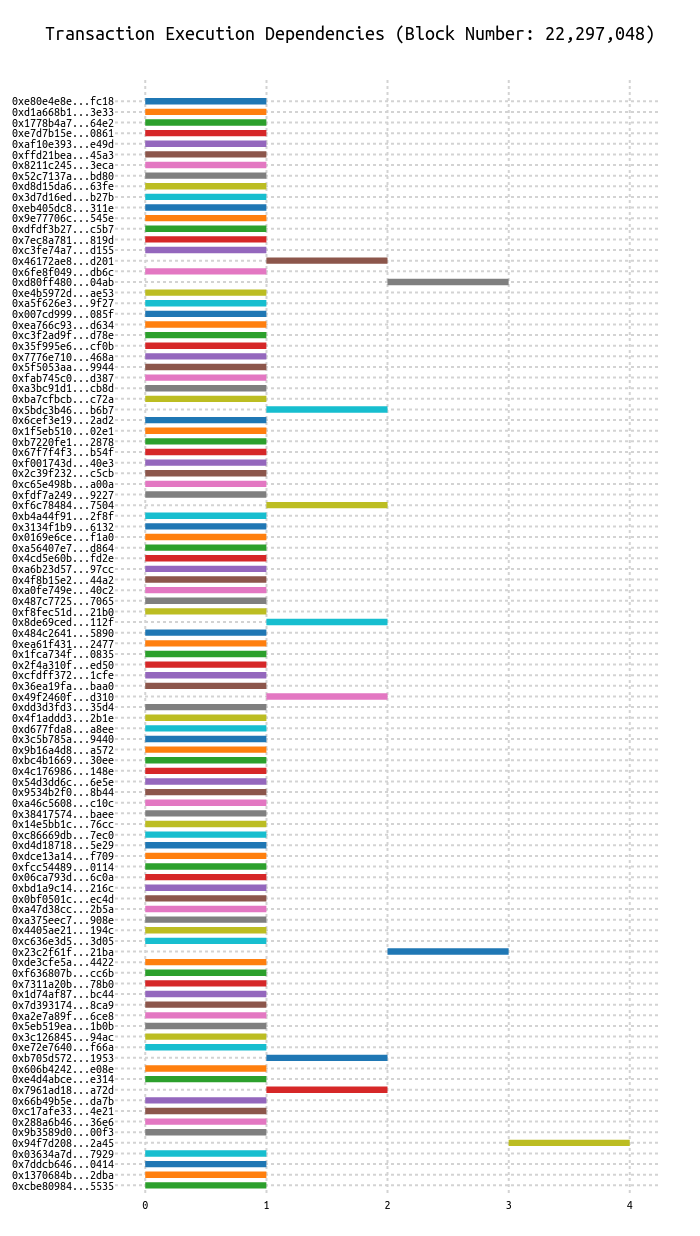 Transaction Execution Dependencies (Block Number: 22,297,048)
0xe80e4e8e...fc18
0xd1a668b1...3e33
0x1778b4a7...64e2
0xe7d7b15e...0861
0xaf10e393...e49d
0xffd21bea...45a3
0x8211c245...3eca
0x52c7137a...bd80
0xd8d15da6...63fe
0x3d7d16ed...b27b
0xeb405dc8...311e
0x9e77706c...545e
0xdfdf3b27...c5b7
0x7ec8a781...819d
0xc3fe74a7...d155
0x46172ae8...d201
0x6fe8f049...db6c
0xd80ff480...04ab
0xe4b5972d...ae53
0xa5f626e3...9f27
0x007cd999...085f
0xea766c93...d634
0xc3f2ad9f...d78e
0x35f995e6...cf0b
0x7776e710...468a
0x5f5053aa...9944
0xfab745c0...d387
0xa3bc91d1...cb8d
0xba7cfbcb...c72a
0x5bdc3b46...b6b7
0x6cef3e19...2ad2
0x1f5eb510...02e1
0xb7220fe1...2878
0x67f7f4f3...b54f
0xf001743d...40e3
0x2c39f232...c5cb
0xc65e498b...a00a
0xfdf7a249...9227
0xf6c78484...7504
0xb4a44f91...2f8f
0x3134f1b9...6132
0x0169e6ce...f1a0
0xa56407e7...d864
0x4cd5e60b...fd2e
0xa6b23d57...97cc
0x4f8b15e2...44a2
0xa0fe749e...40c2
0x487c7725...7065
0xf8fec51d...21b0
0x8de69ced...112f
0x484c2641...5890
0xea61f431...2477
0x1fca734f...0835
0x2f4a310f...ed50
0xcfdff372...1cfe
0x36ea19fa...baa0
0x49f2460f...d310
0xdd3d3fd3...35d4
0x4f1addd3...2b1e
0xd677fda8...a8ee
0x3c5b785a...9440
0x9b16a4d8...a572
0xbc4b1669...30ee
0x4c176986...148e
0x54d3dd6c...6e5e
0x9534b2f0...8b44
0xa46c5608...c10c
0x38417574...baee
0x14e5bb1c...76cc
0xc86669db...7ec0
0xd4d18718...5e29
0xdce13a14...f709
0xfcc54489...0114
0x06ca793d...6c0a
0xbd1a9c14...216c
0x0bf0501c...ec4d
0xa47d38cc...2b5a
0xa375eec7...908e
0x4405ae21...194c
0xc636e3d5...3d05
0x23c2f61f...21ba
0xde3cfe5a...4422
0xf636807b...cc6b
0x7311a20b...78b0
0x1d74af87...bc44
0x7d393174...8ca9
0xa2e7a89f...6ce8
0x5eb519ea...1b0b
0x3c126845...94ac
0xe72e7640...f66a
0xb705d572...1953
0x606b4242...e08e
0xe4d4abce...e314
0x7961ad18...a72d
0x66b49b5e...da7b
0xc17afe33...4e21
0x288a6b46...36e6
0x9b3589d0...00f3
0x94f7d208...2a45
0x03634a7d...7929
0x7ddcb646...0414
0x1370684b...2dba
0xcbe80984...5535
0 1 2 3 4